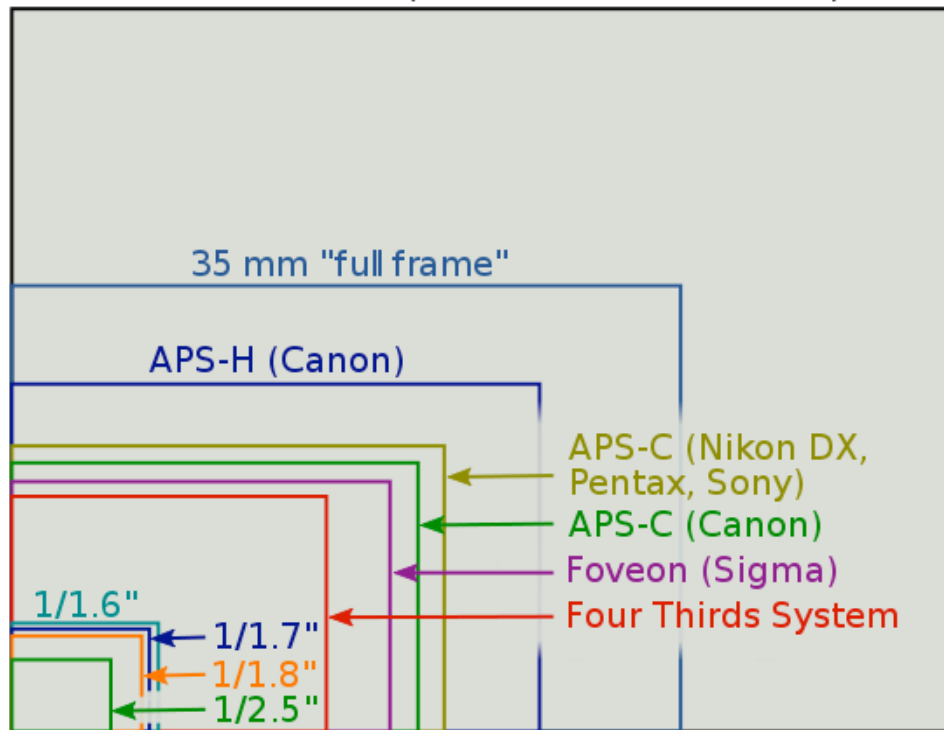 35 mm "full frame"
APS-H (Canon)
APS-C (Nikon DX,
Pentax, Sony)
APS-C (Canon)
Foveon (Sigma)
Four Thirds System
1/1.6"
1/1.7"
1/1.8"
1/2.5"